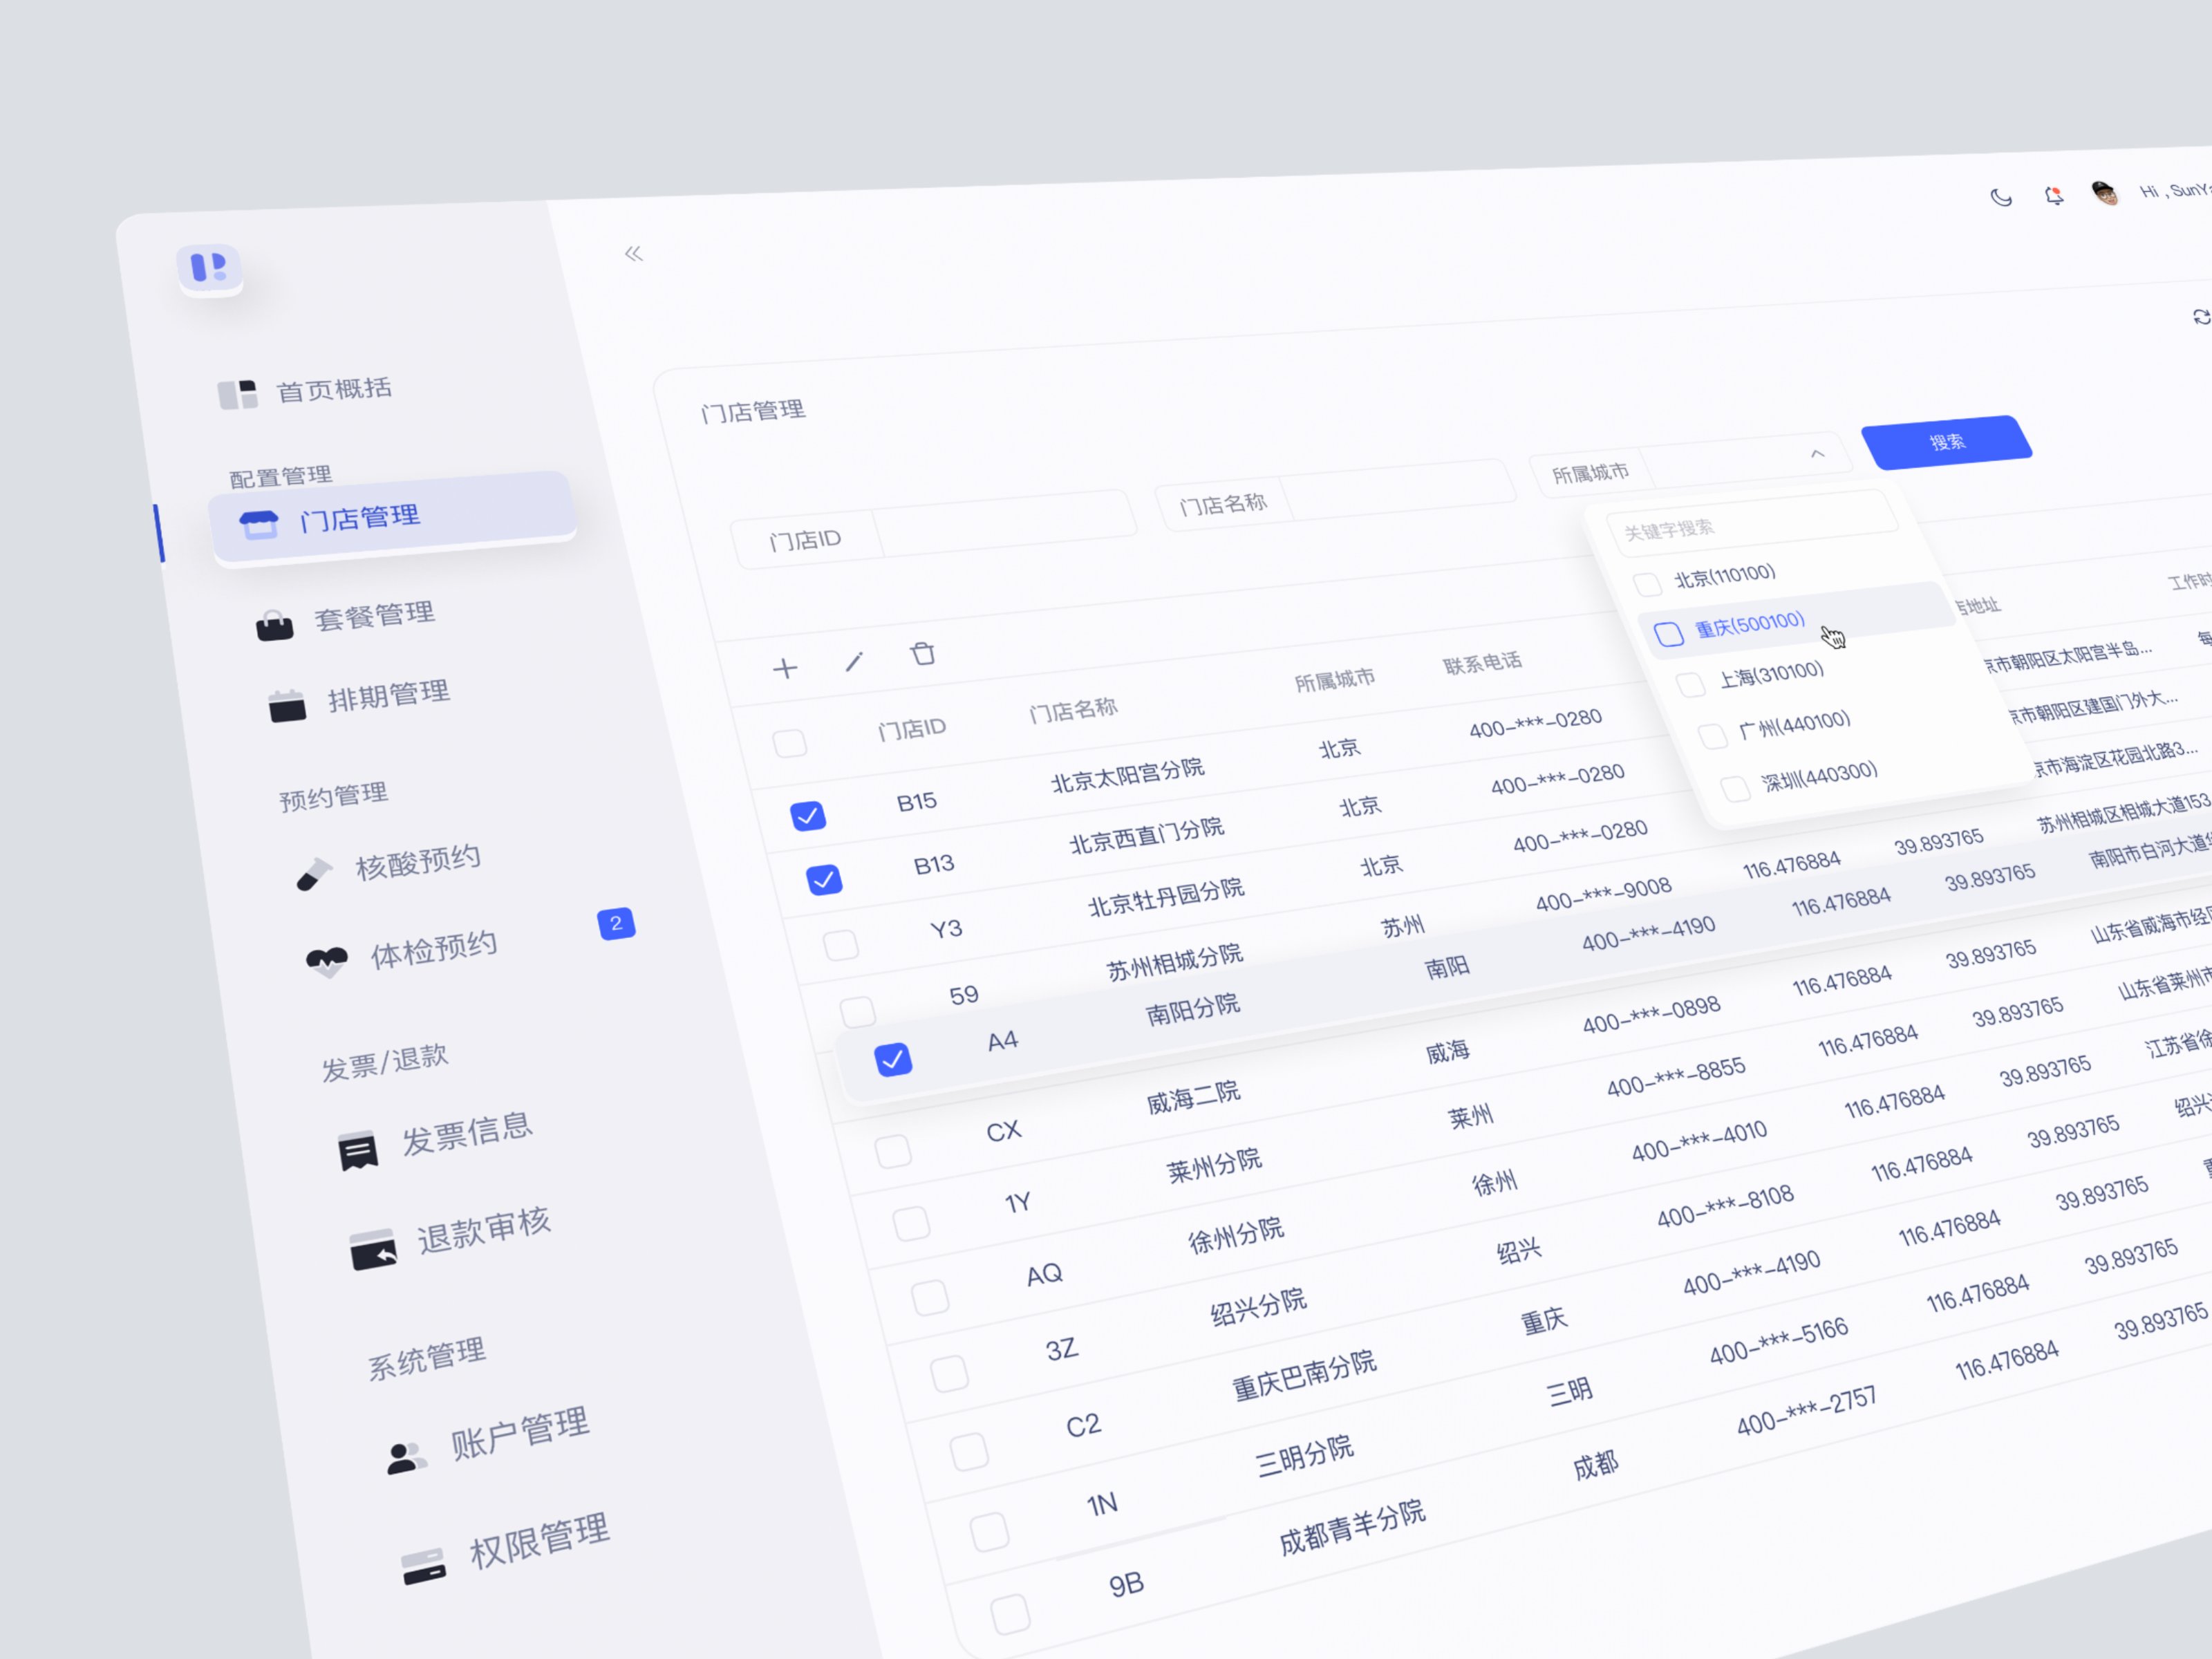 Hi , SunY
首页概括
配置管理
门店管理
套餐管理
排期管理
预约管理
核酸预约
体检预约 2
发票/退款
发票信息
退款审核
系统管理
账户管理
权限管理
门店管理
门店ID
门店名称
所属城市
搜索
关键字搜索
北京(110100)
重庆(500100)
上海(310100)
广州(440100)
深圳(440300)
门店ID 门店名称 所属城市 联系电话 店地址 工作时
B15 北京太阳宫分院 北京 400-***-0280 京市朝阳区太阳宫半岛... 每
B13 北京西直门分院 北京 400-***-0280 京市朝阳区建国门外大...
Y3 北京牡丹园分院 北京 400-***-0280 京市海淀区花园北路3...
59 苏州相城分院 苏州 400-***-9008 116.476884 39.893765 苏州相城区相城大道153
A4 南阳分院 南阳 400-***-4190 116.476884 39.893765 南阳市白河大道
CX 威海二院 威海 400-***-0898 116.476884 39.893765 山东省威海市经
1Y 莱州分院 莱州 400-***-8855 116.476884 39.893765 山东省莱州市
AQ 徐州分院 徐州 400-***-4010 116.476884 39.893765 江苏省徐
3Z 绍兴分院 绍兴 400-***-8108 116.476884 39.893765 绍兴
C2 重庆巴南分院 重庆 400-***-4190 116.476884 39.893765
1N 三明分院 三明 400-***-5166 116.476884 39.893765
9B 成都青羊分院 成都 400-***-2757 116.476884 39.893765